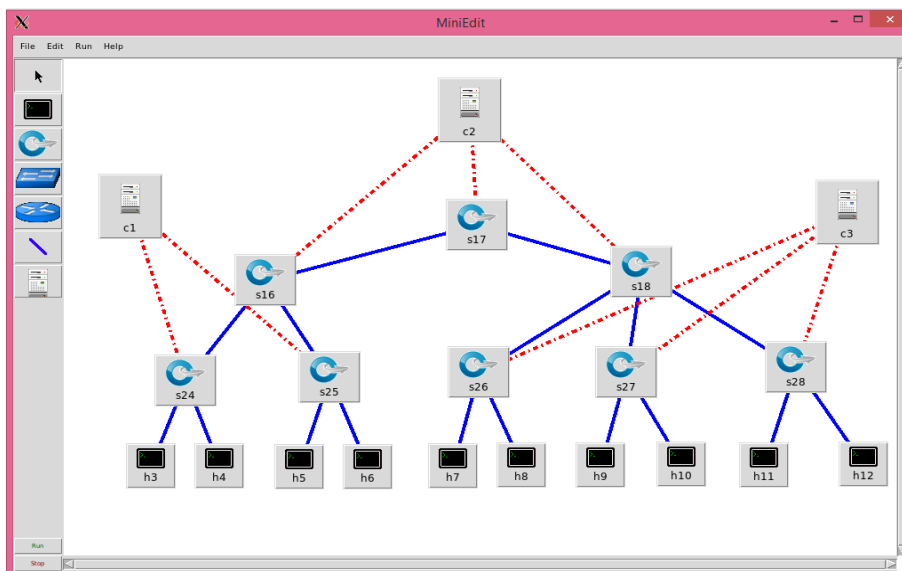 MiniEdit
File Edit Run Help
c2
c1
c3
s17
s16
s18
s24
s25
s26
s27
s28
h3
h4
h5
h6
h7
h8
h9
h10
h11
h12
Run
Stop